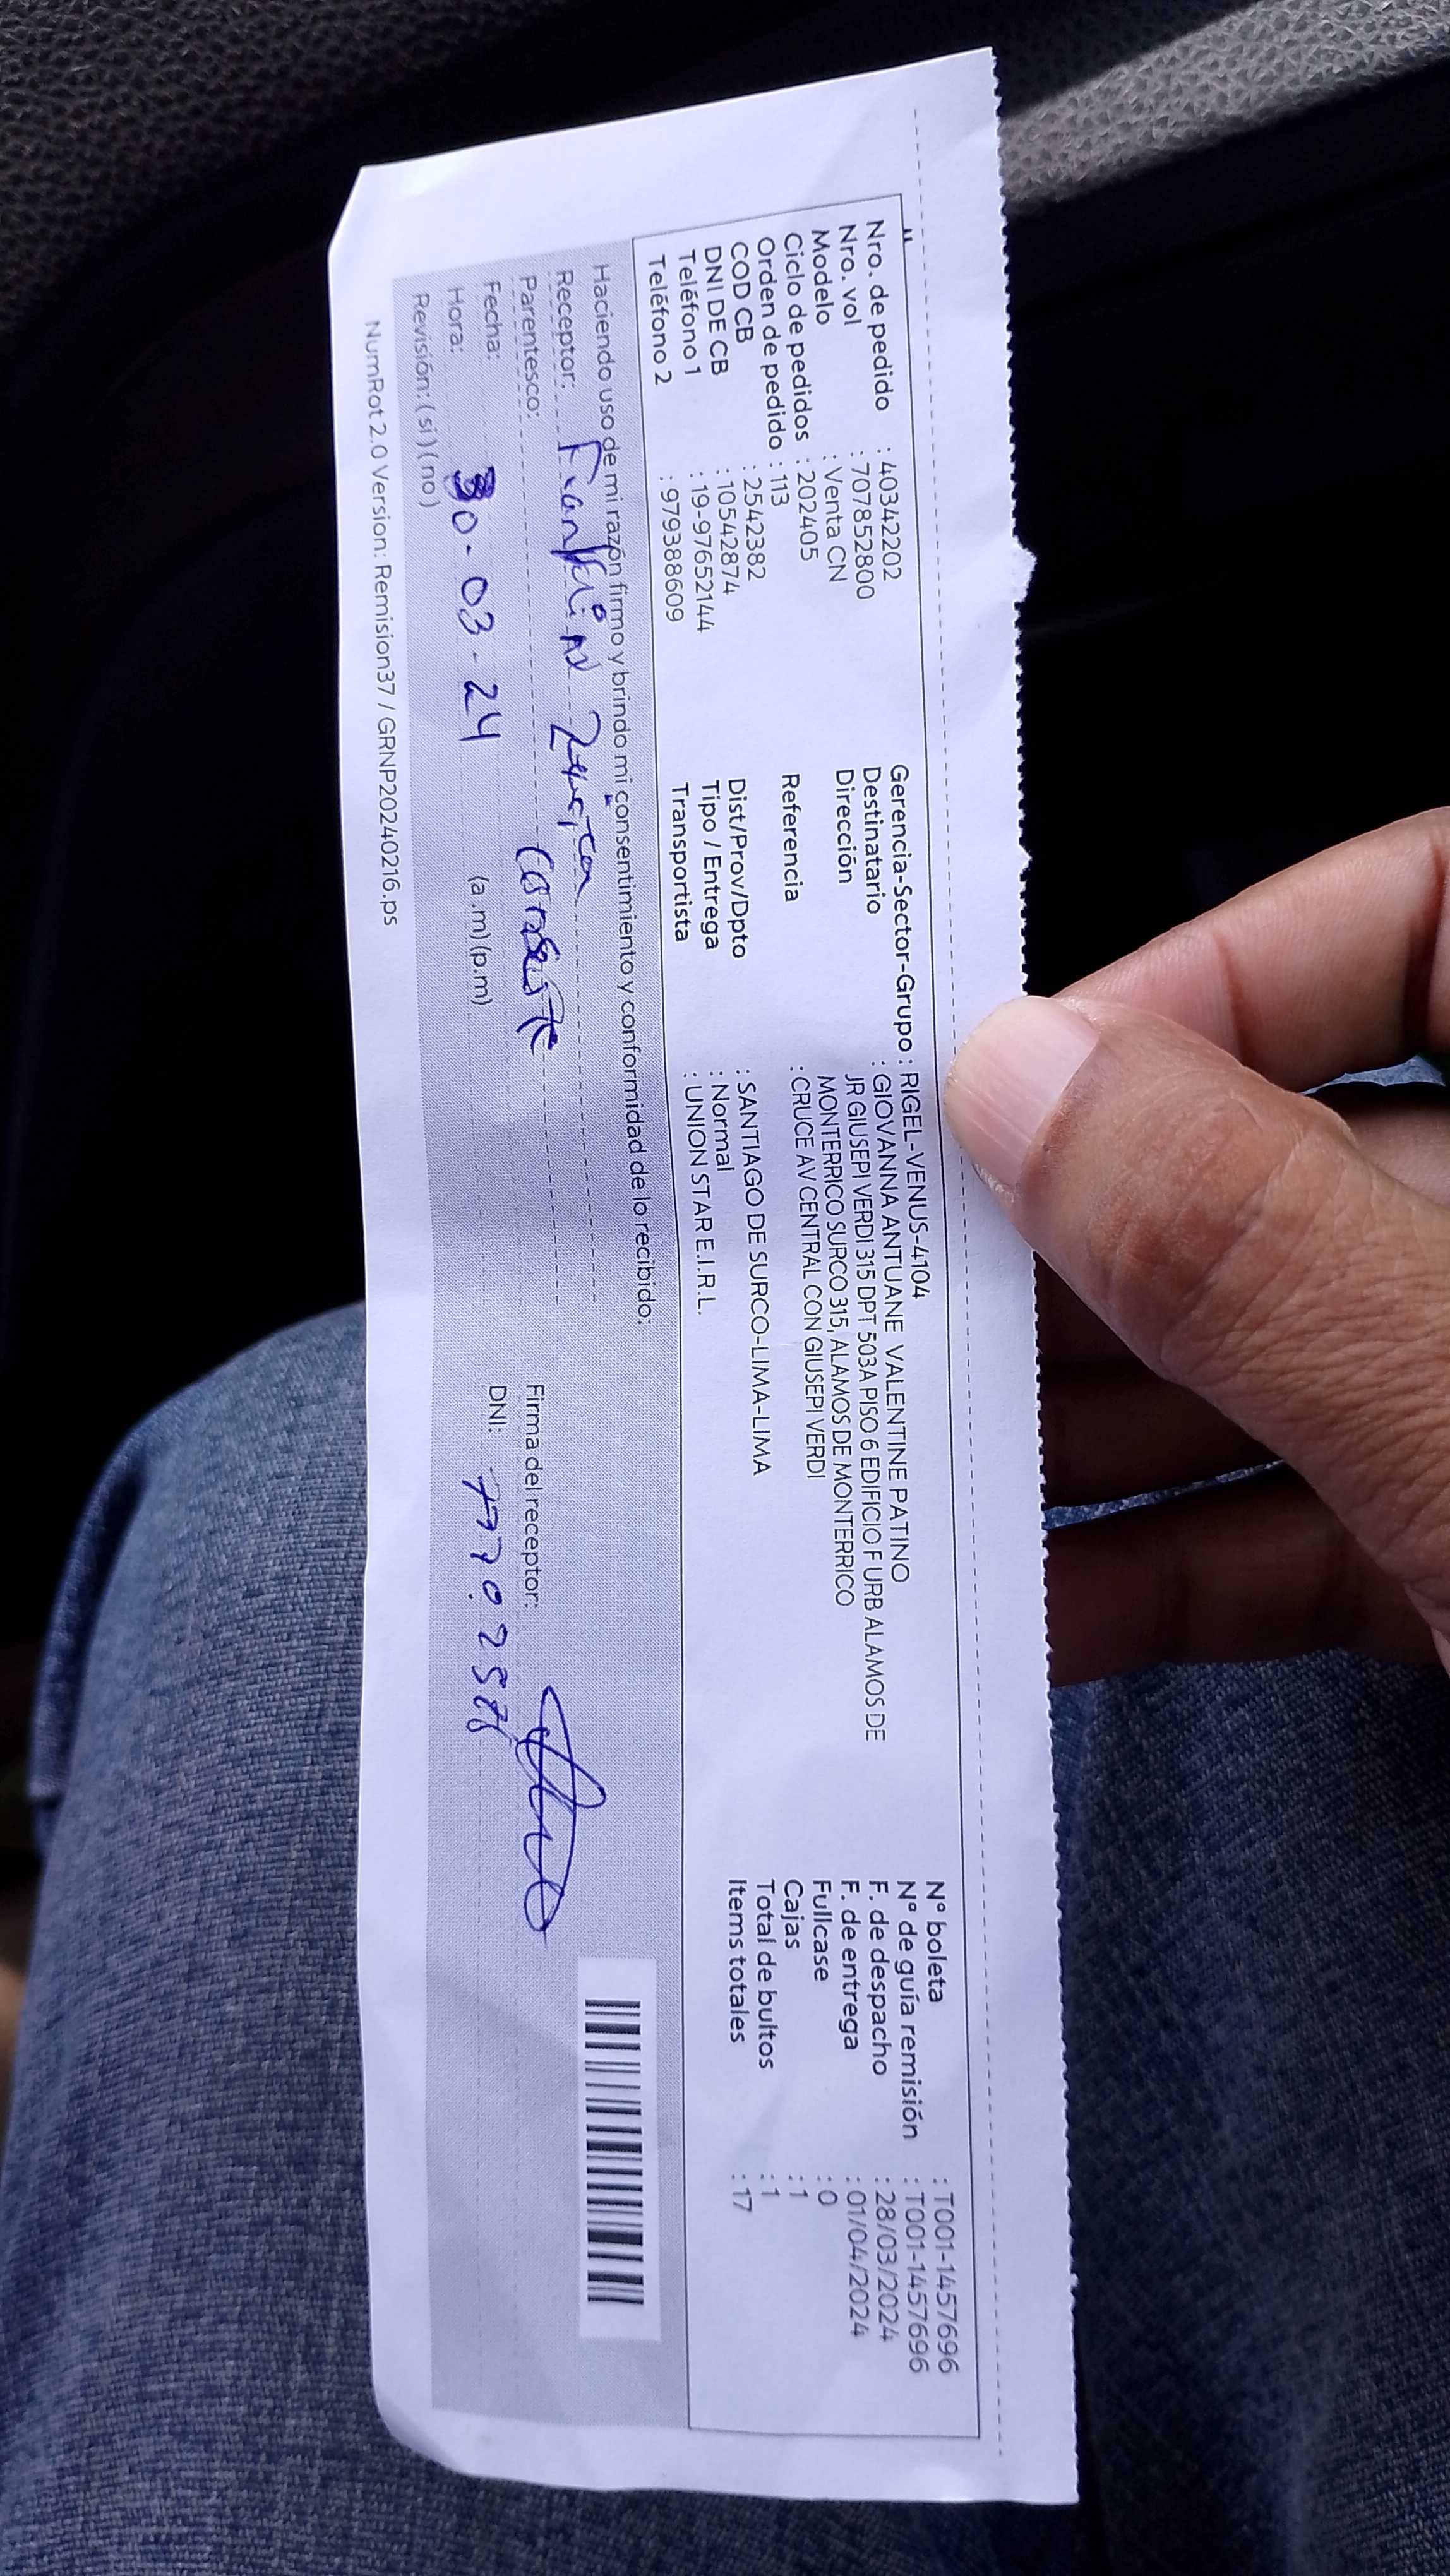 Nro. de pedido : 40342202
Nro. vol : 707852800
Modelo : Venta CN
Ciclo de pedidos : 202405
Orden de pedido : 113
COD CB : 2542382
DNI DE CB : 10542874
Teléfono 1 : 19-97652144
Teléfono 2 : 979388609
Gerencia-Sector-Grupo : RIGEL-VENUS-4104
Destinatario : GIOVANNA ANTUANE VALENTINE PATINO
Dirección JR GIUSEPI VERDI 315 DPT 503A PISO 6 EDIFICIO F URB ALAMOS DE
MONTERRICO SURCO 315, ALAMOS DE MONTERRICO
Referencia : CRUCE AV CENTRAL CON GIUSEPI VERDI
Dist/Prov/Dpto : SANTIAGO DE SURCO-LIMA-LIMA
Tipo / Entrega : Normal
Transportista : UNION STAR E.I.R.L.
N° boleta : T001-1457696
N° de guía remisión : T001-1457696
F. de despacho : 28/03/2024
F. de entrega : 01/04/2024
Fullcase : 0
Cajas : 1
Total de bultos : 1
Items totales : 17
Haciendo uso de mi razón firmo y brindo mi consentimiento y conformidad de lo recibido:
Receptor: Franklin
Parentesco:
Fecha: 30-03-24
Hora: (a.m) (p.m)
Revisión: (si) (no)
Firma del receptor:
DNI:
NumRot 2.0 Version: Remision37 / GRNP20240216.ps